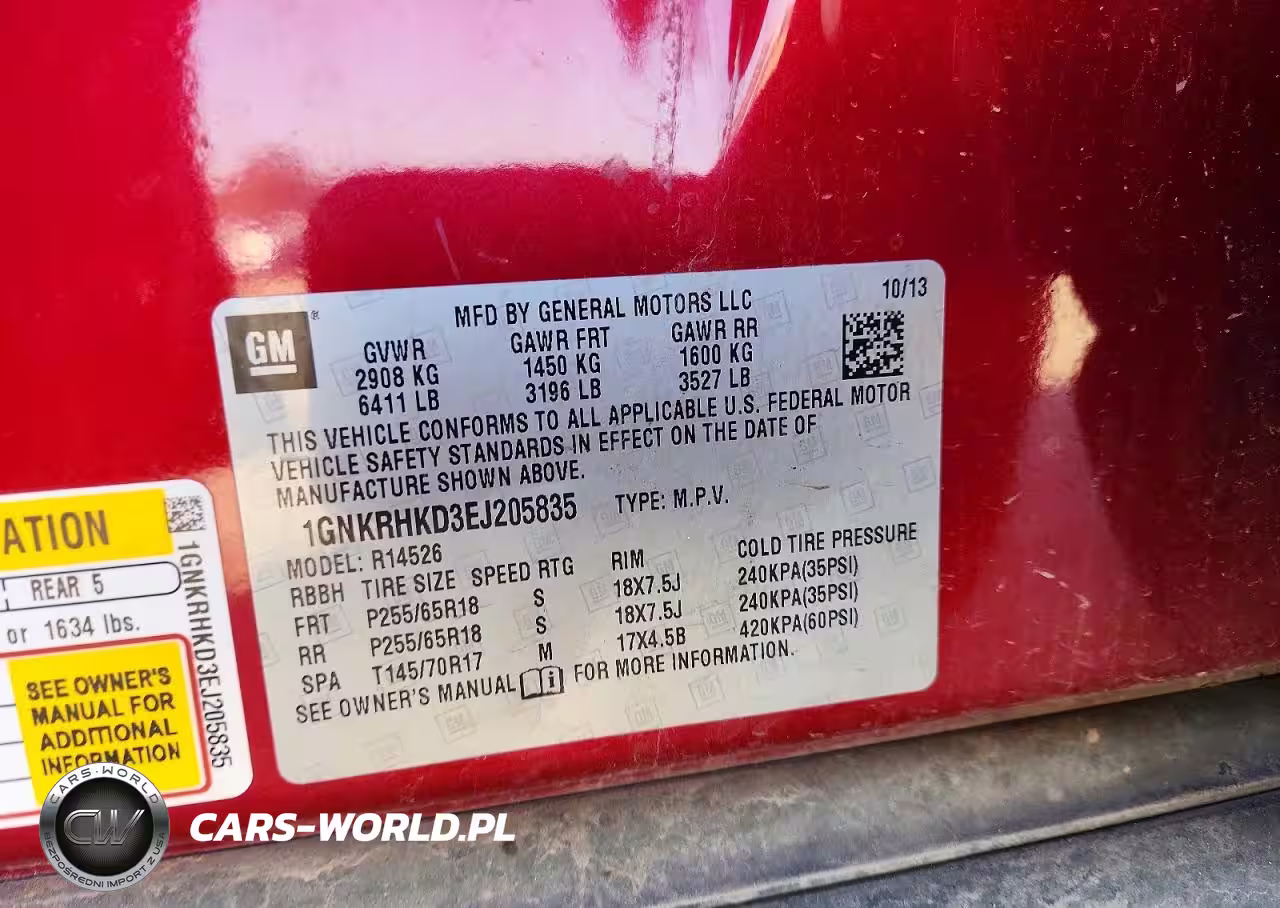 MFD BY GENERAL MOTORS LLC 10/13
GM
GVWR GAWR FRT GAWR RR
2908 KG 1450 KG 1600 KG
6411 LB 3196 LB 3527 LB
THIS VEHICLE CONFORMS TO ALL APPLICABLE U.S. FEDERAL MOTOR
VEHICLE SAFETY STANDARDS IN EFFECT ON THE DATE OF
MANUFACTURE SHOWN ABOVE.
1GNKRHKD3EJ205835 TYPE: M.P.V.
MODEL: R14526
RBBH TIRE SIZE SPEED RTG RIM COLD TIRE PRESSURE
FRT P255/65R18 S 18X7.5J 240KPA(35PSI)
RR P255/65R18 S 18X7.5J 240KPA(35PSI)
SPA T145/70R17 M 17X4.5B 420KPA(60PSI)
SEE OWNER'S MANUAL FOR MORE INFORMATION.
ATION
REAR 5
or 1634 lbs.
SEE OWNER'S
MANUAL FOR
ADDITIONAL
INFORMATION
1GNKRHKD3EJ205835
CARS-WORLD
CW
BEZPOŚREDNI IMPORT Z USA
CARS-WORLD.PL